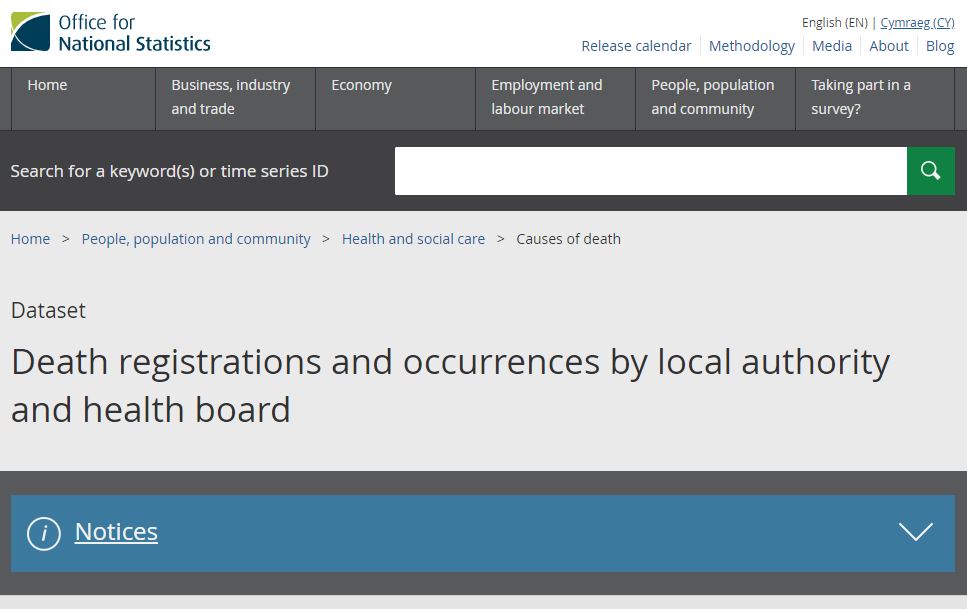 Office for
National Statistics
English (EN) | Cymraeg (CY)
Release calendar Methodology Media About Blog
Home
Business, industry
and trade
Economy
Employment and
labour market
People, population
and community
Taking part in a
survey?
Search for a keyword(s) or time series ID
Home > People, population and community > Health and social care > Causes of death
Dataset
Death registrations and occurrences by local authority
and health board
i Notices